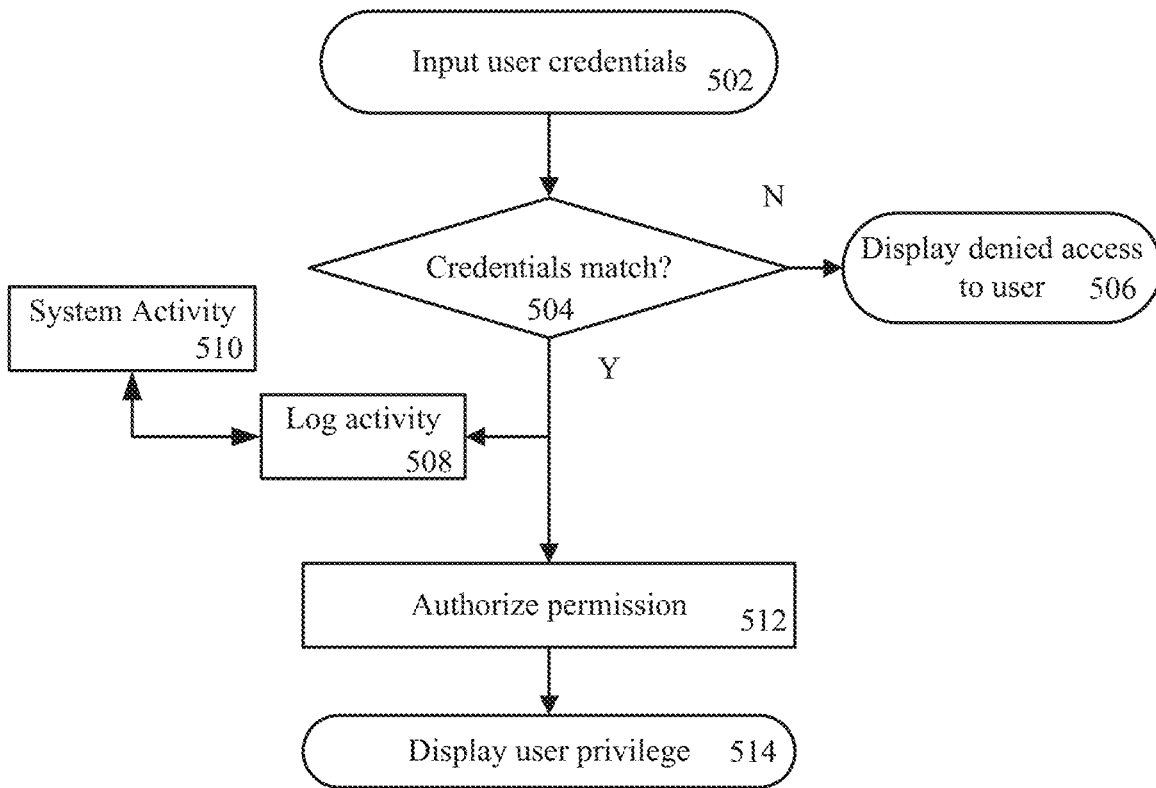 Input user credentials
502
N
Credentials match?
504
Display denied access
to user 506
System Activity
510
Y
Log activity
508
Authorize permission
512
Display user privilege 514